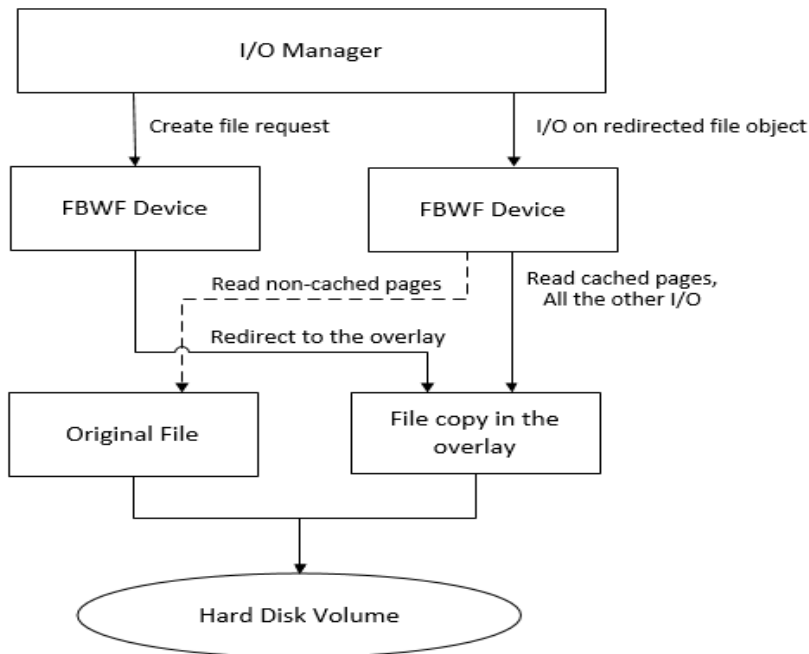 I/O Manager
Create file request
I/O on redirected file object
FBWF Device
FBWF Device
Read non-cached pages
Read cached pages,
All the other I/O
Redirect to the overlay
Original File
File copy in the
overlay
Hard Disk Volume